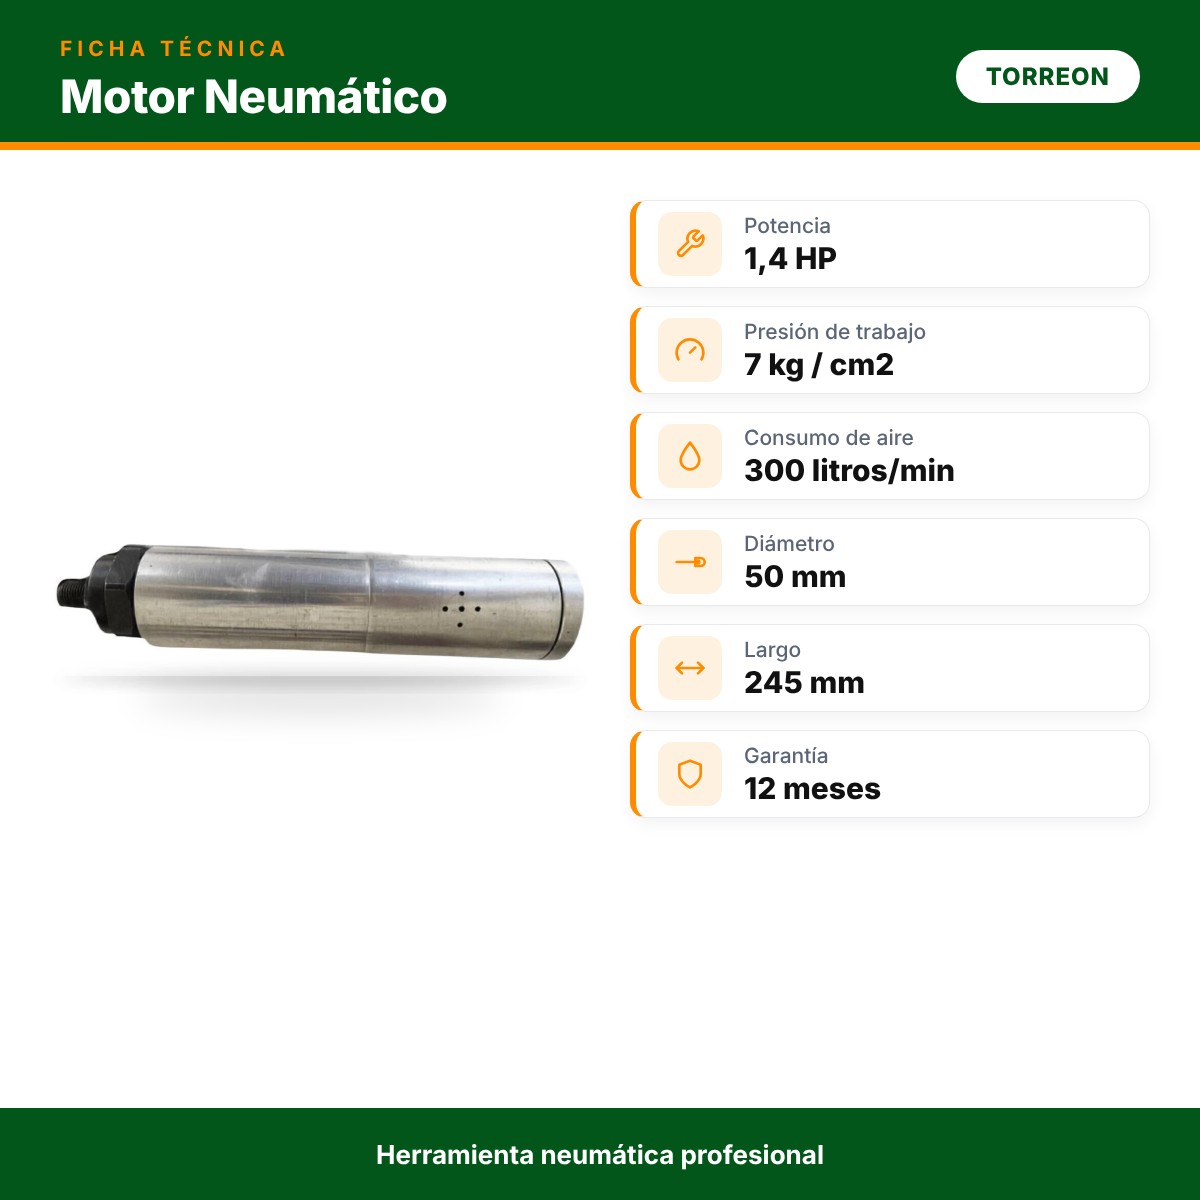 FICHA TÉCNICA
Motor Neumático
TORREON
Potencia
1,4 HP
Presión de trabajo
7 kg / cm2
Consumo de aire
300 litros/min
Diámetro
50 mm
Largo
245 mm
Garantía
12 meses
Herramienta neumática profesional